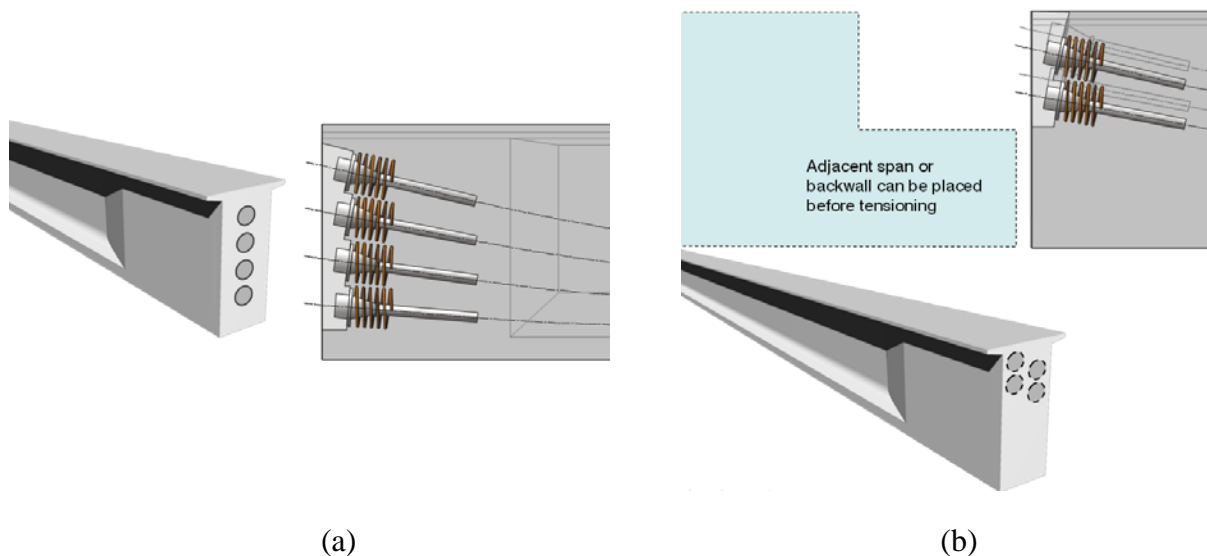 Adjacent span or
backwall can be placed
before tensioning
(a)
(b)